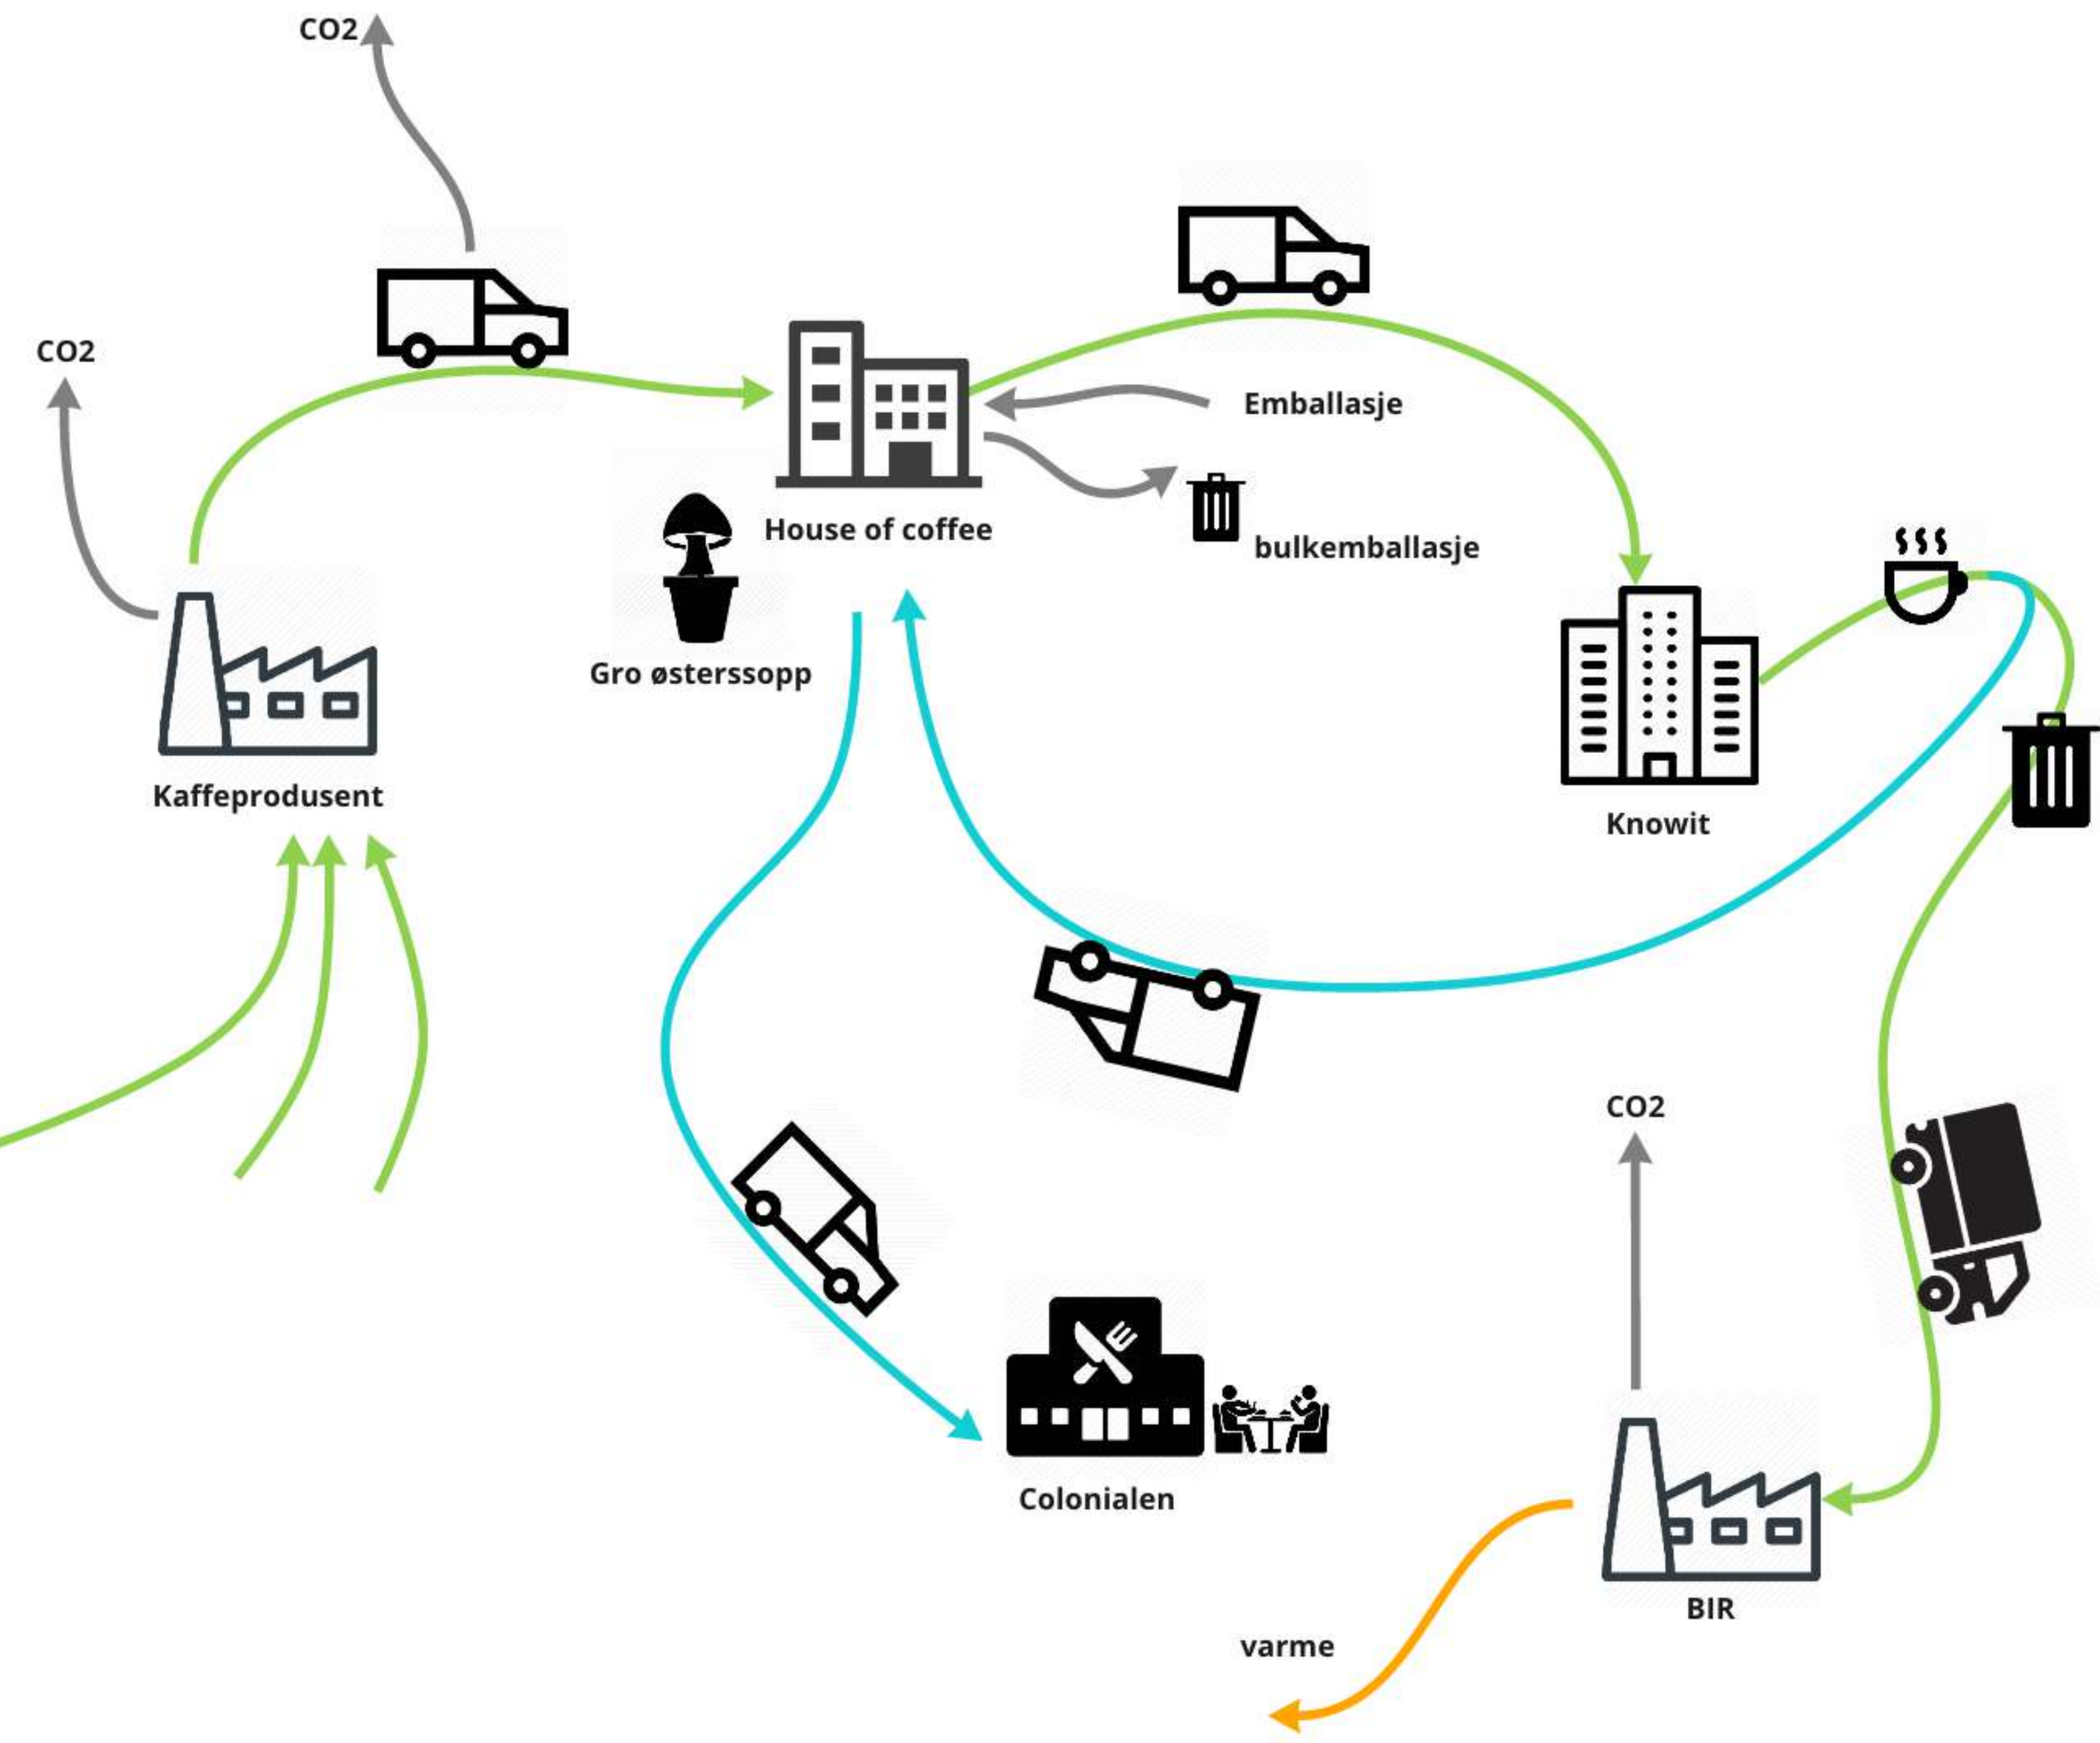 CO2
CO2
Emballasje
House of coffee
bulkemballasje
Gro østerssopp
Kaffeprodusent
Knowit
CO2
Colonialen
BIR
varme